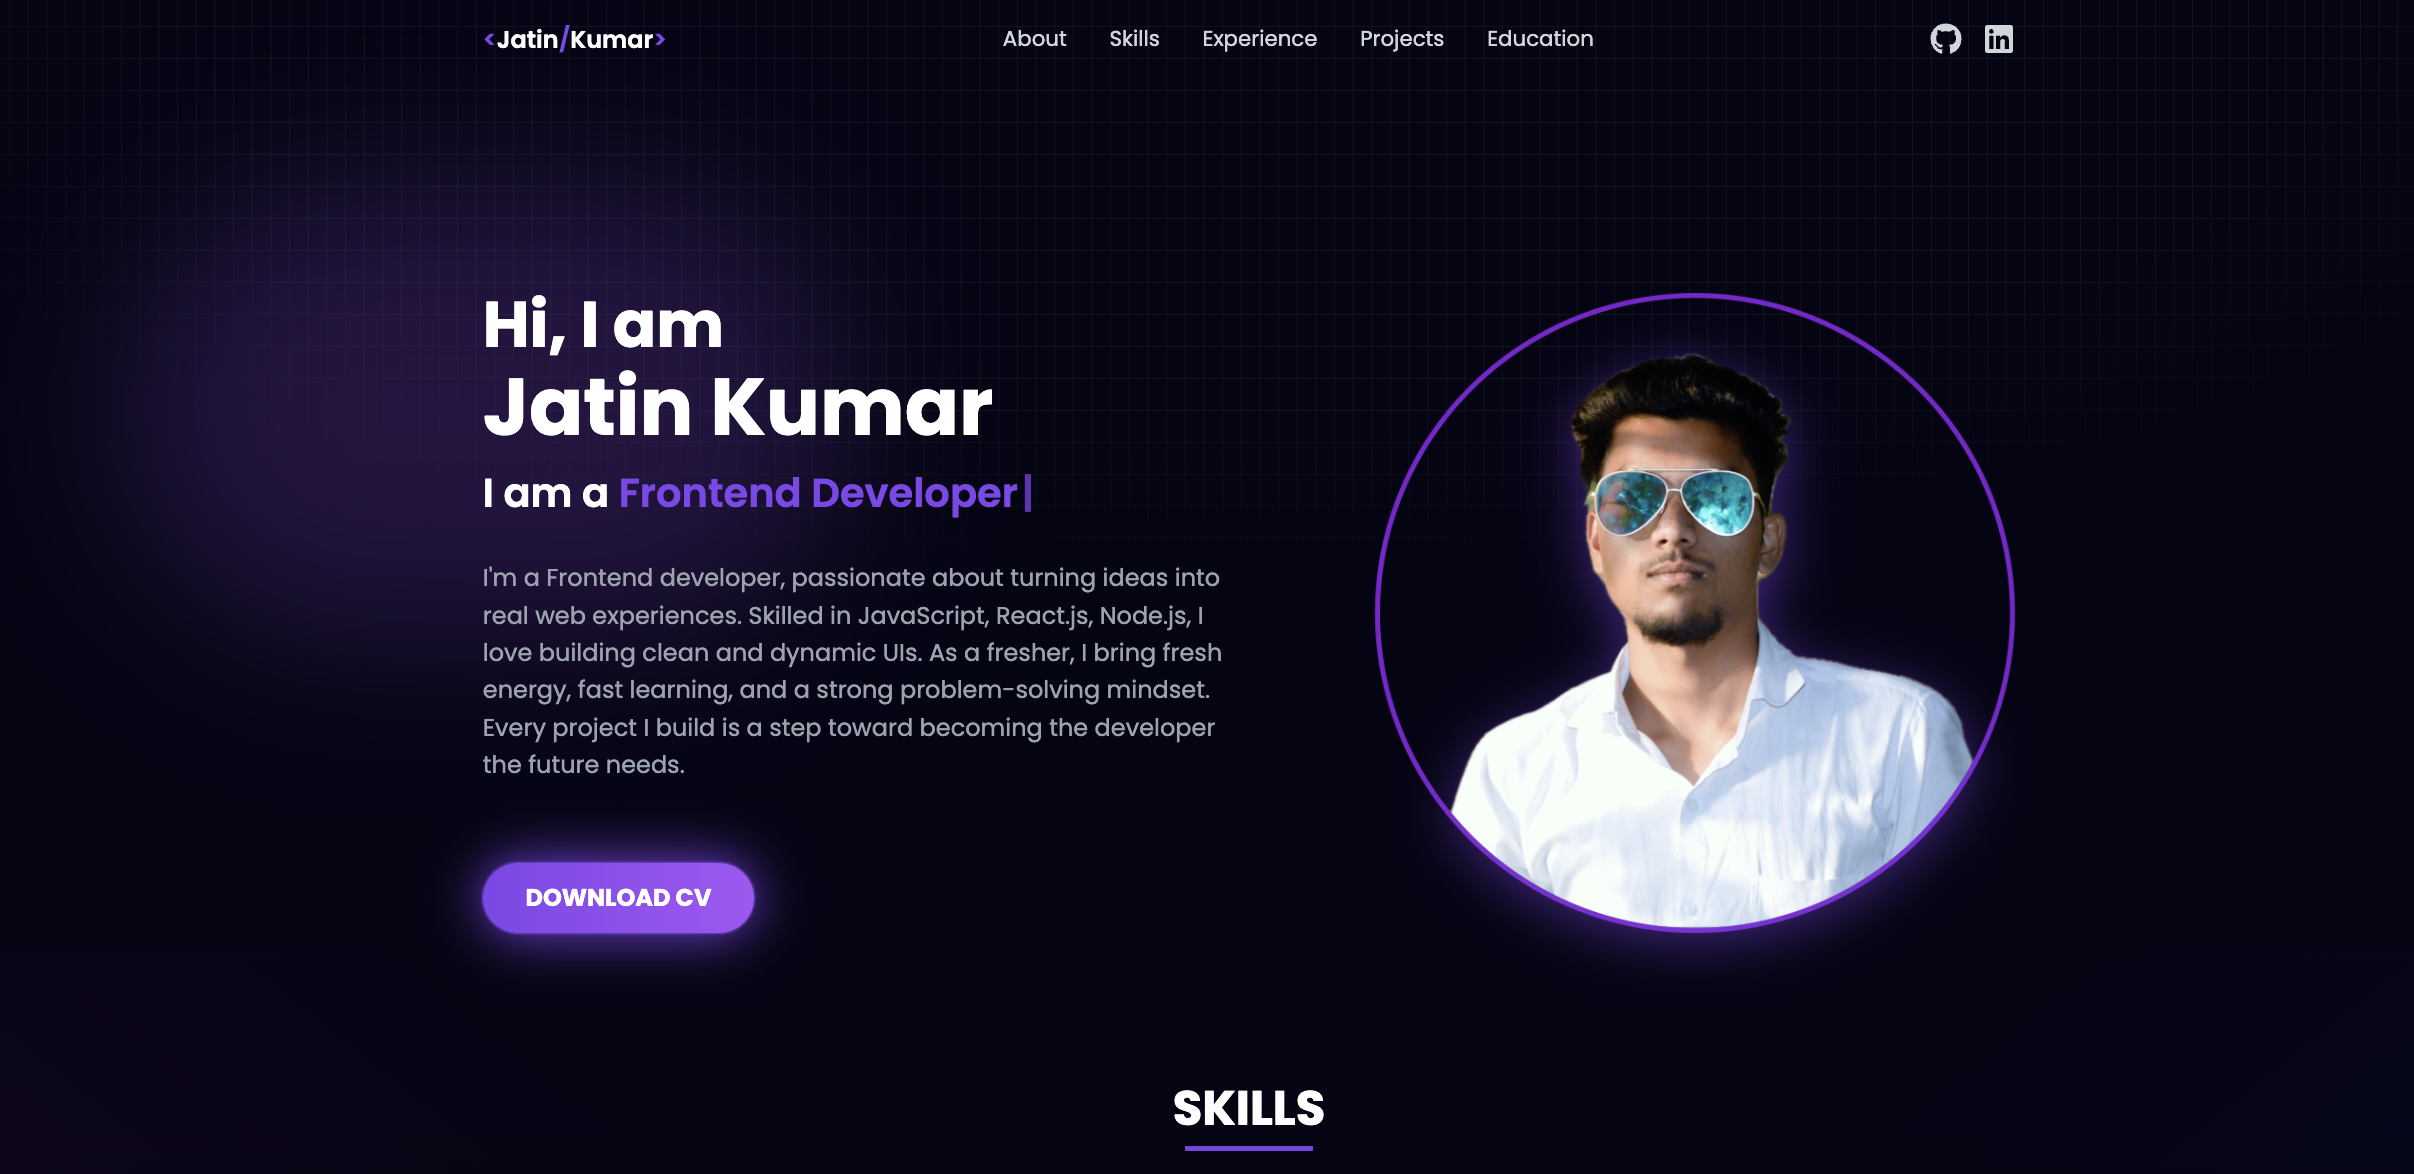 <Jatin/Kumar>
About Skills Experience Projects Education
Hi, I am
Jatin Kumar
I am a Frontend Developer|
I'm a Frontend developer, passionate about turning ideas into
real web experiences. Skilled in JavaScript, React.js, Node.js, I
love building clean and dynamic UIs. As a fresher, I bring fresh
energy, fast learning, and a strong problem-solving mindset.
Every project I build is a step toward becoming the developer
the future needs.
DOWNLOAD CV
SKILLS